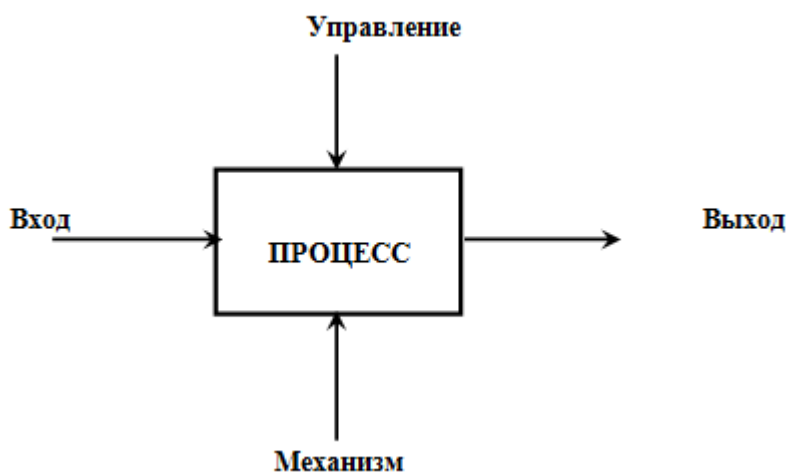 Управление
Вход
Выход
ПРОЦЕСС
Механизм